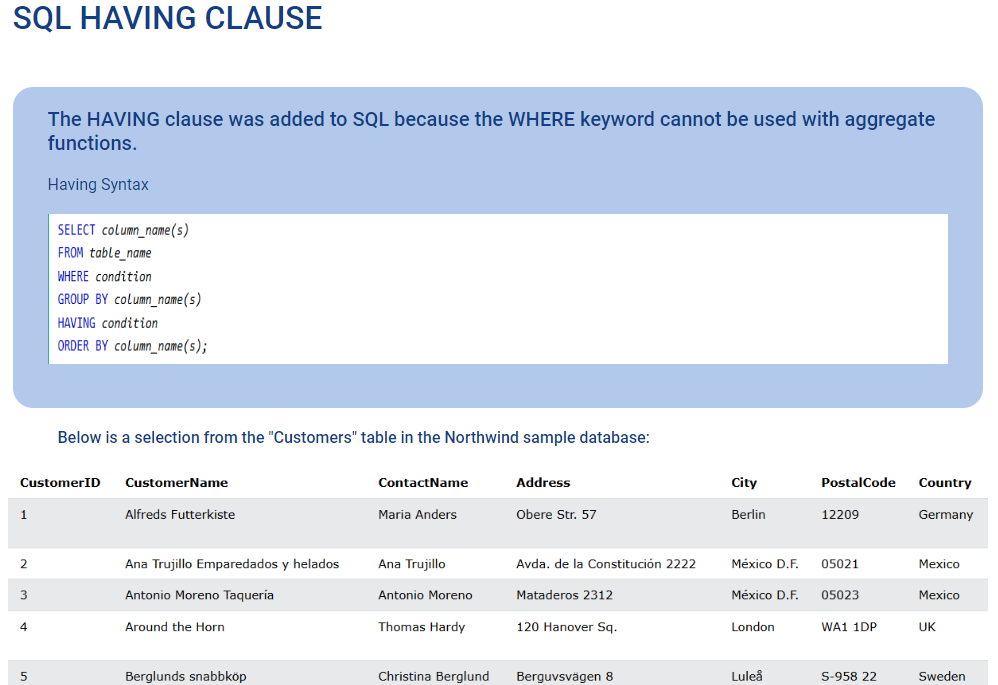 SQL HAVING CLAUSE
The HAVING clause was added to SQL because the WHERE keyword cannot be used with aggregate
functions.
Having Syntax
SELECT column_name(s)
FROM table_name
WHERE condition
GROUP BY column_name(s)
HAVING condition
ORDER BY column_name(s);
Below is a selection from the "Customers" table in the Northwind sample database:
CustomerID CustomerName ContactName Address City PostalCode Country
1 Alfreds Futterkiste Maria Anders Obere Str. 57 Berlin 12209 Germany
2 Ana Trujillo Emparedados y helados Ana Trujillo Avda. de la Constitución 2222 México D.F. 05021 Mexico
3 Antonio Moreno Taquería Antonio Moreno Mataderos 2312 México D.F. 05023 Mexico
4 Around the Horn Thomas Hardy 120 Hanover Sq. London WA1 1DP UK
5 Berglunds snabbköp Christina Berglund Berguvsvägen 8 Luleå S-958 22 Sweden